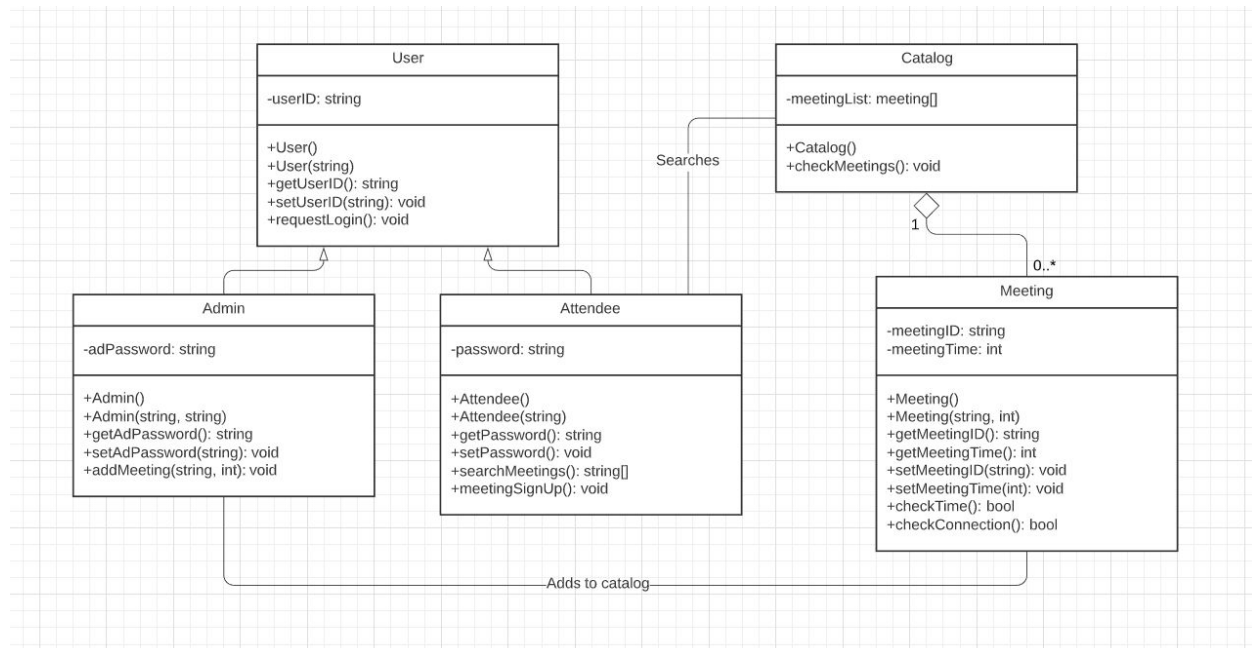 User
-userID: string
+User()
+User(string)
+getUserID(): string
+setUserID(string): void
+requestLogin(): void
Catalog
-meetingList: meeting[]
+Catalog()
+checkMeetings(): void
Searches
1
0..*
Admin
-adPassword: string
+Admin()
+Admin(string, string)
+getAdPassword(): string
+setAdPassword(string): void
+addMeeting(string, int): void
Attendee
-password: string
+Attendee()
+Attendee(string)
+getPassword(): string
+setPassword(): void
+searchMeetings(): string[]
+meetingSignUp(): void
Meeting
-meetingID: string
-meetingTime: int
+Meeting()
+Meeting(string, int)
+getMeetingID(): string
+getMeetingTime(): int
+setMeetingID(string): void
+setMeetingTime(int): void
+checkTime(): bool
+checkConnection(): bool
Adds to catalog